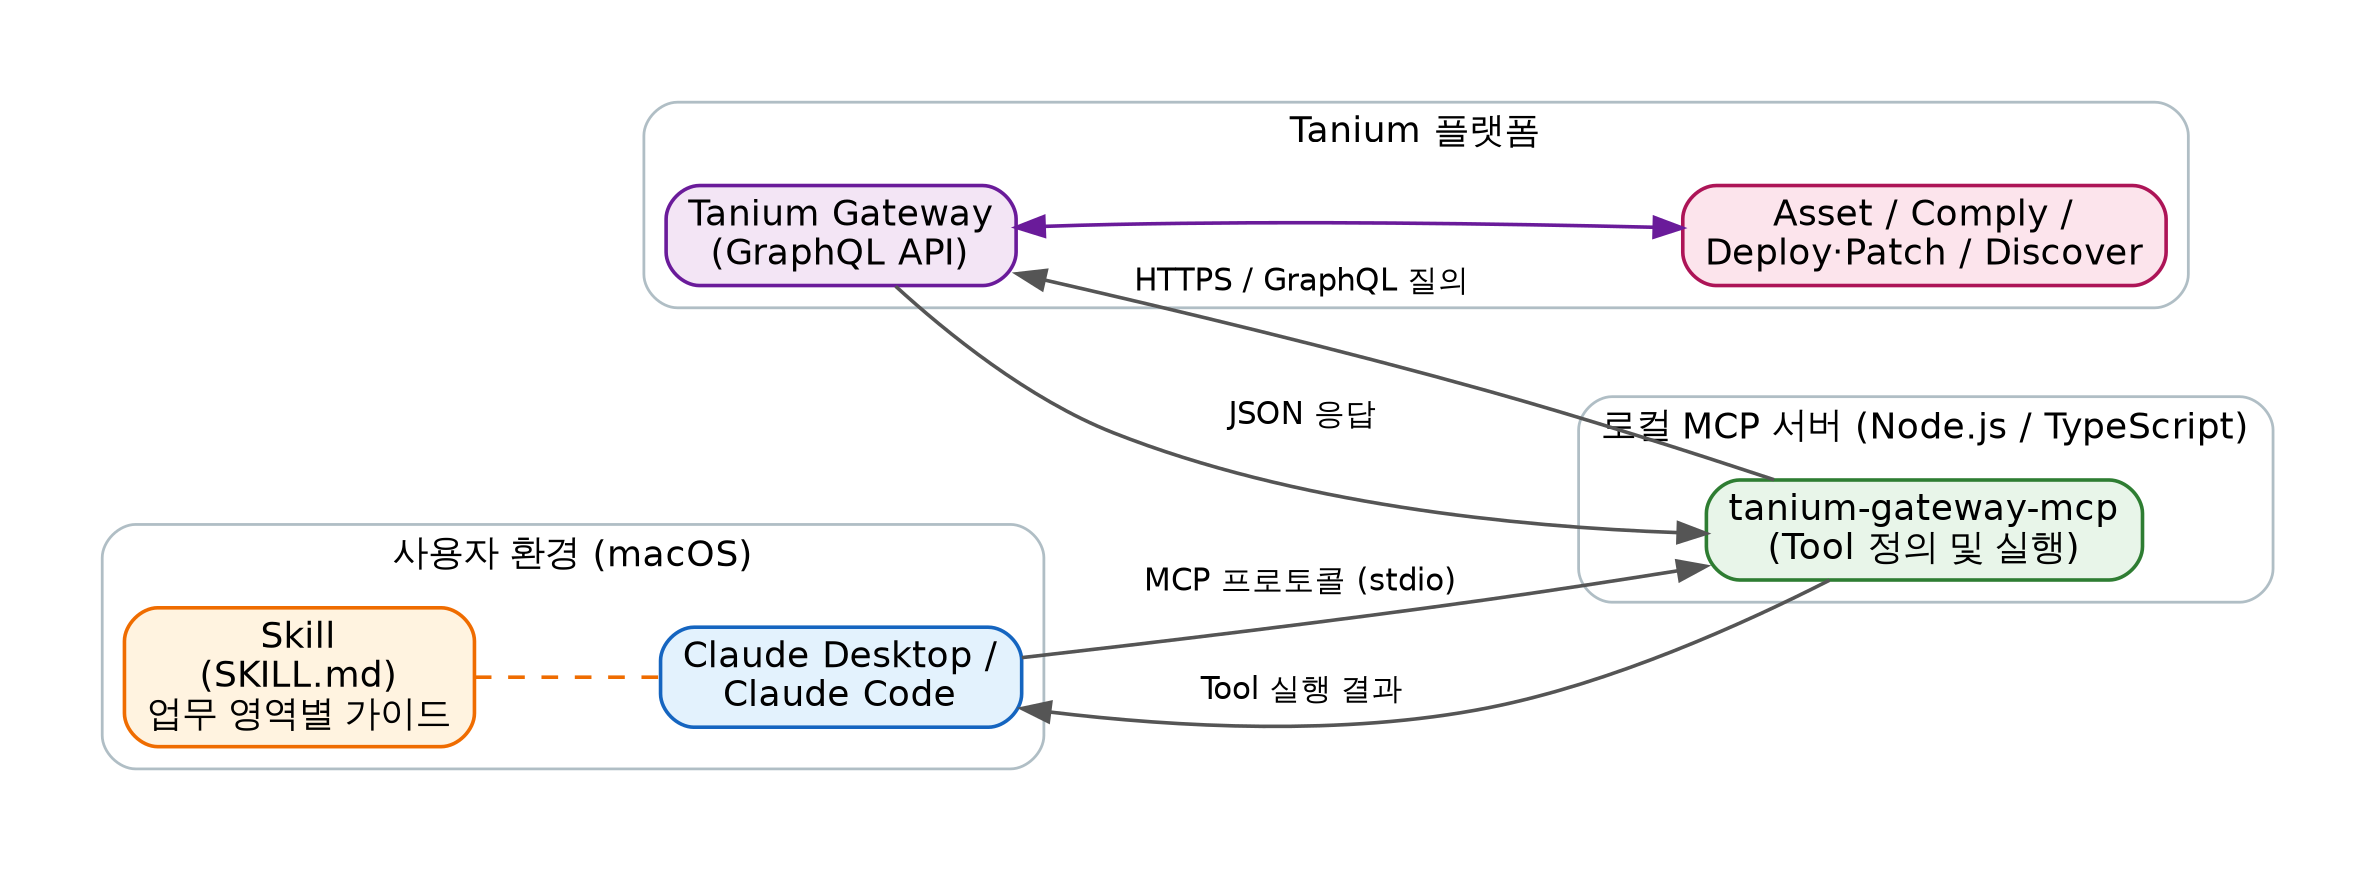 Tanium 플랫폼
Tanium Gateway
(GraphQL API)
Asset / Comply /
Deploy·Patch / Discover
HTTPS / GraphQL 질의
JSON 응답
로컬 MCP 서버 (Node.js / TypeScript)
tanium-gateway-mcp
(Tool 정의 및 실행)
사용자 환경 (macOS)
Skill
(SKILL.md)
업무 영역별 가이드
Claude Desktop /
Claude Code
MCP 프로토콜 (stdio)
Tool 실행 결과